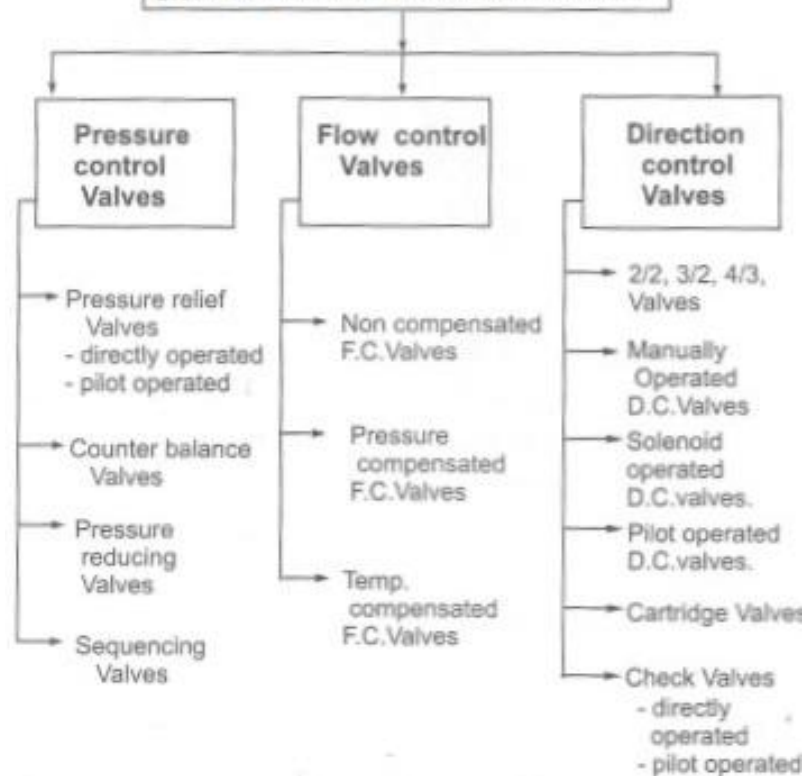 Pressure
control
Valves
Pressure relief
Valves
- directly operated
- pilot operated
Counter balance
Valves
Pressure
reducing
Valves
Sequencing
Valves
Flow control
Valves
Non compensated
F.C.Valves
Pressure
compensated
F.C.Valves
Temp.
compensated
F.C.Valves
Direction
control
Valves
2/2, 3/2, 4/3,
Valves
Manually
Operated
D.C.Valves
Solenoid
operated
D.C.valves.
Pilot operated
D.C.valves.
Cartridge Valves
Check Valves
- directly
operated
- pilot operated